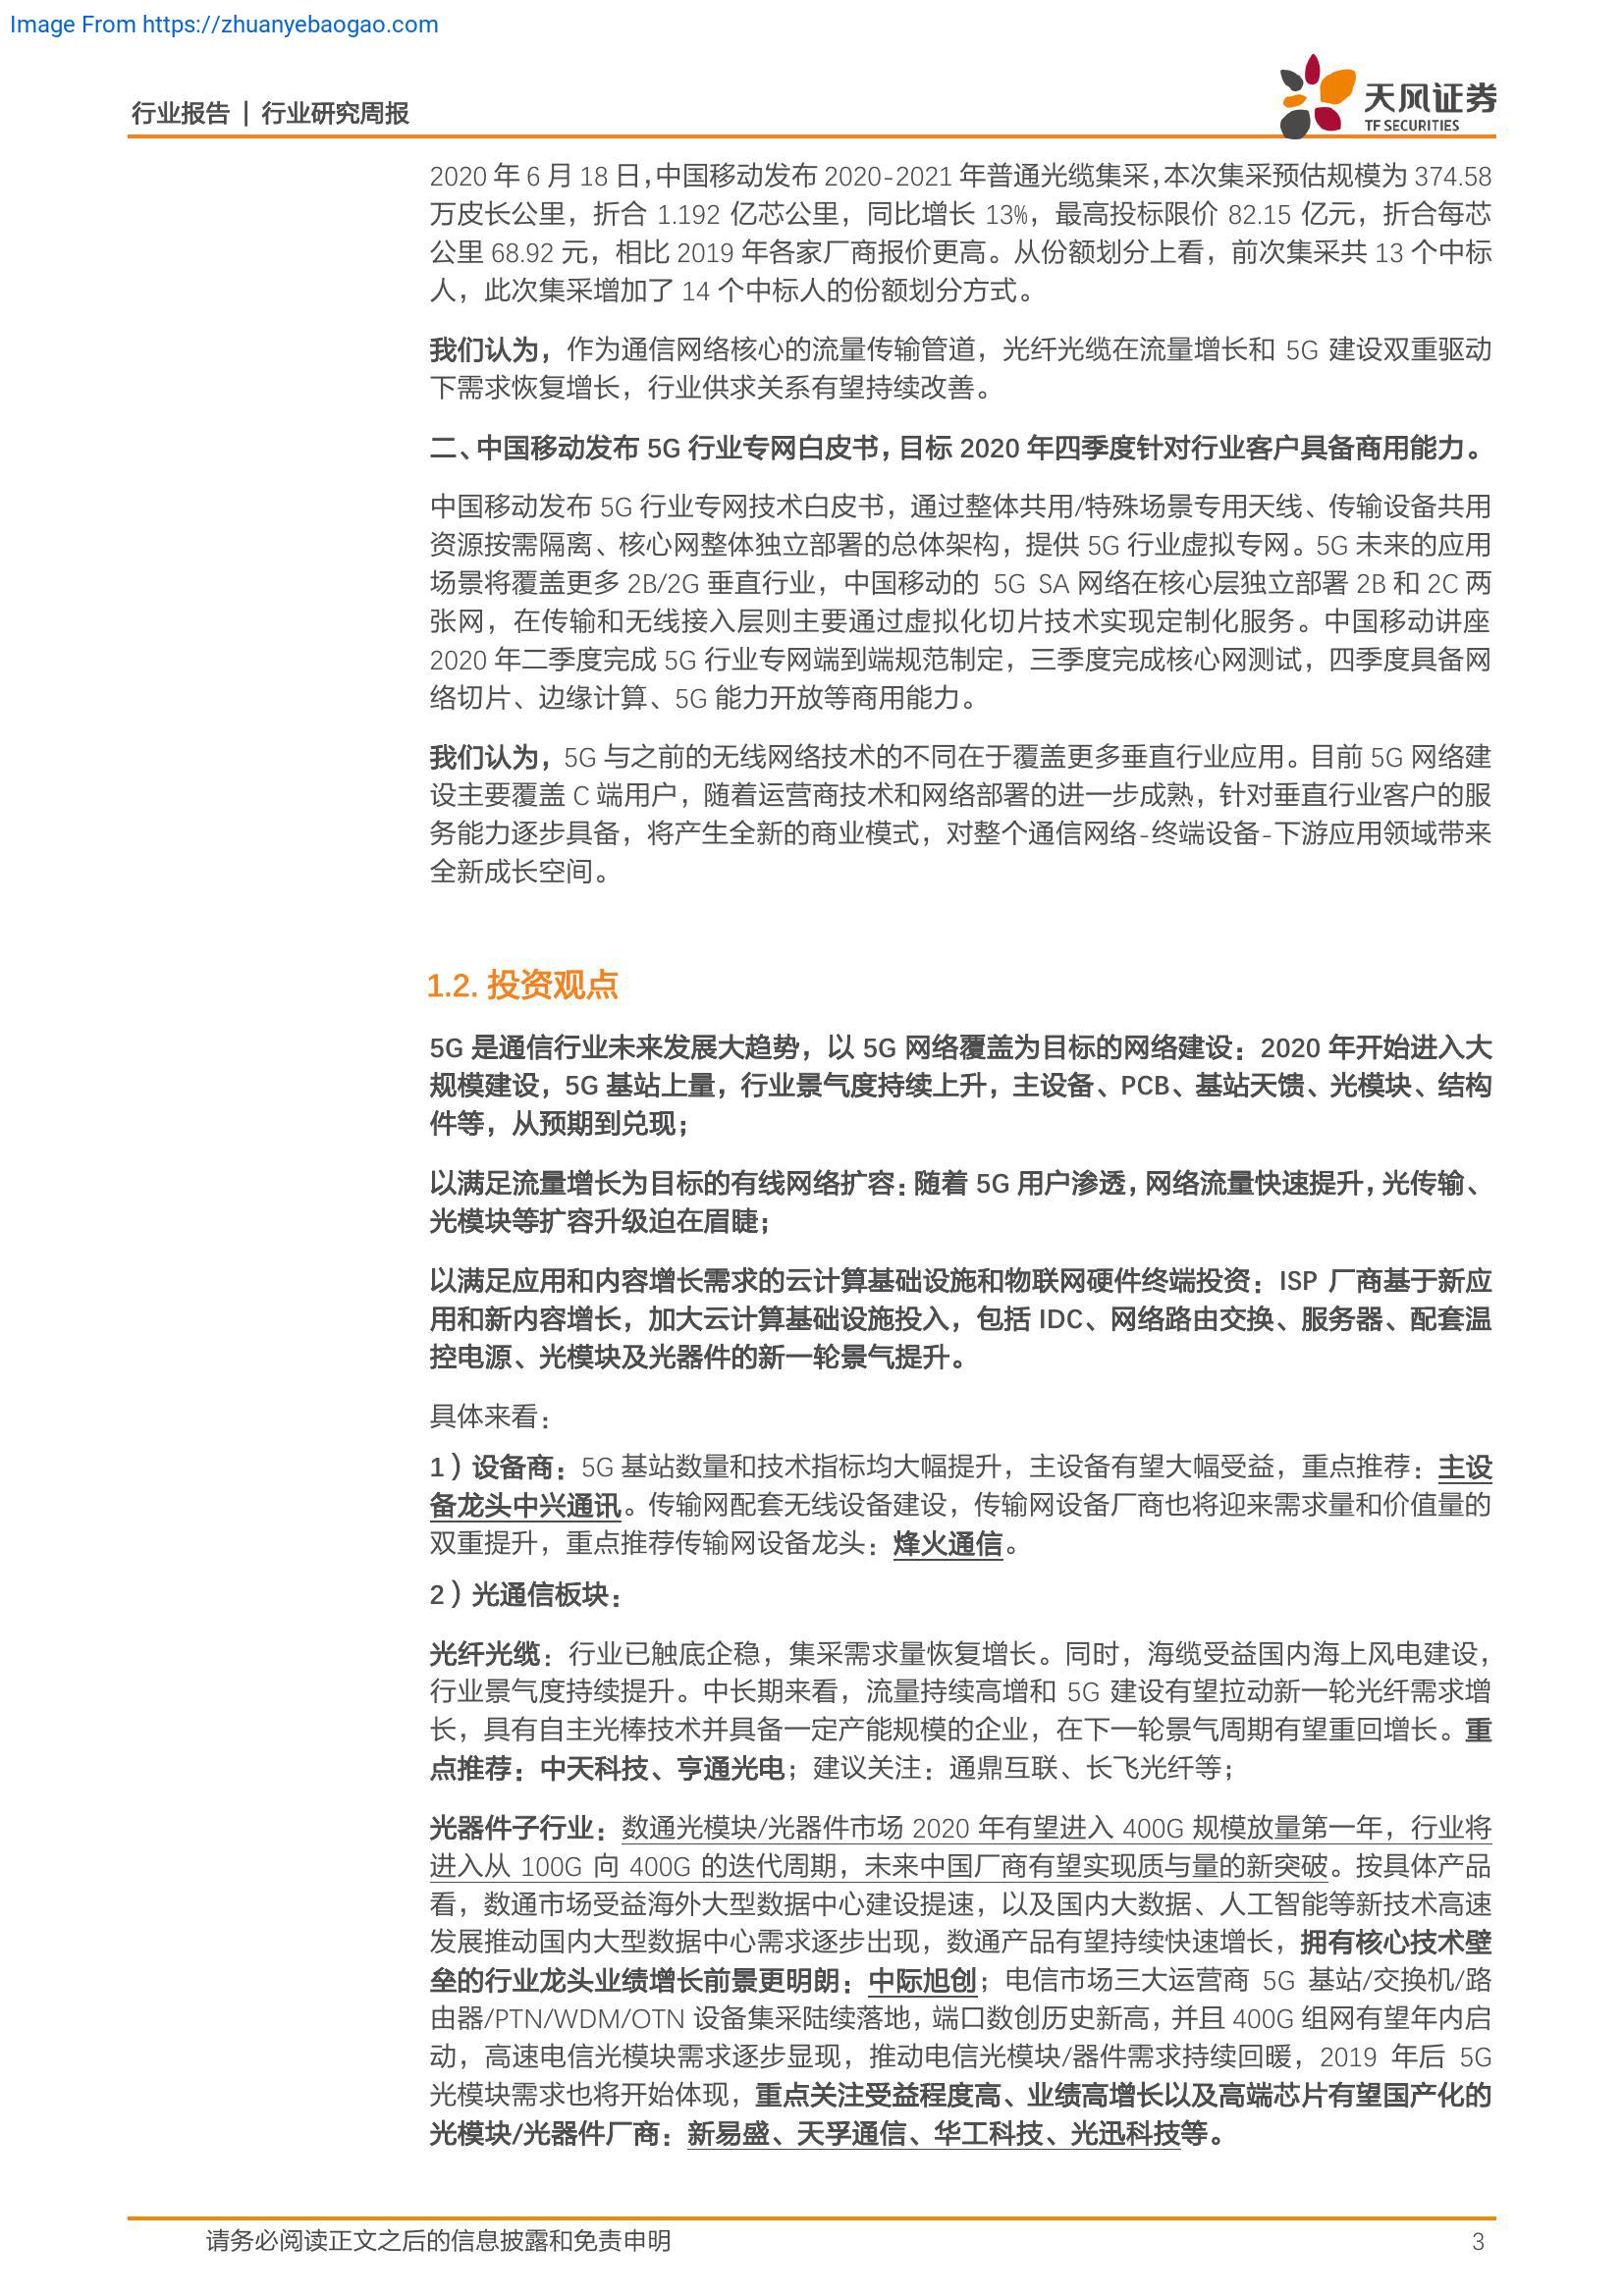 Image From https://zhuanyebaogao.com
行业报告 | 行业研究周报
天风证券
TF SECURITIES
2020 年 6 月 18 日，中国移动发布 2020-2021 年普通光缆集采，本次集采预估规模为 374.58
万皮长公里，折合 1.192 亿芯公里，同比增长 13%，最高投标限价 82.15 亿元，折合每芯
公里 68.92 元，相比 2019 年各家厂商报价更高。从份额划分上看，前次集采共 13 个中标
人，此次集采增加了 14 个中标人的份额划分方式。
我们认为，作为通信网络核心的流量传输管道，光纤光缆在流量增长和 5G 建设双重驱动
下需求恢复增长，行业供求关系有望持续改善。
二、中国移动发布 5G 行业专网白皮书，目标 2020 年四季度针对行业客户具备商用能力。
中国移动发布 5G 行业专网技术白皮书，通过整体共用/特殊场景专用天线、传输设备共用
资源按需隔离、核心网整体独立部署的总体架构，提供 5G 行业虚拟专网。5G 未来的应用
场景将覆盖更多 2B/2G 垂直行业，中国移动的 5G SA 网络在核心层独立部署 2B 和 2C 两
张网，在传输和无线接入层则主要通过虚拟化切片技术实现定制化服务。中国移动讲座
2020 年二季度完成 5G 行业专网端到端规范制定，三季度完成核心网测试，四季度具备网
络切片、边缘计算、5G 能力开放等商用能力。
我们认为，5G 与之前的无线网络技术的不同在于覆盖更多垂直行业应用。目前 5G 网络建
设主要覆盖 C 端用户，随着运营商技术和网络部署的进一步成熟，针对垂直行业客户的服
务能力逐步具备，将产生全新的商业模式，对整个通信网络-终端设备-下游应用领域带来
全新成长空间。
1.2. 投资观点
5G 是通信行业未来发展大趋势，以 5G 网络覆盖为目标的网络建设：2020 年开始进入大
规模建设，5G 基站上量，行业景气度持续上升，主设备、PCB、基站天馈、光模块、结构
件等，从预期到兑现；
以满足流量增长为目标的有线网络扩容：随着 5G 用户渗透，网络流量快速提升，光传输、
光模块等扩容升级迫在眉睫；
以满足应用和内容增长需求的云计算基础设施和物联网硬件终端投资：ISP 厂商基于新应
用和新内容增长，加大云计算基础设施投入，包括 IDC、网络路由交换、服务器、配套温
控电源、光模块及光器件的新一轮景气提升。
具体来看：
1）设备商：5G 基站数量和技术指标均大幅提升，主设备有望大幅受益，重点推荐：主设
备龙头中兴通讯。传输网配套无线设备建设，传输网设备厂商也将迎来需求量和价值量的
双重提升，重点推荐传输网设备龙头：烽火通信。
2）光通信板块：
光纤光缆：行业已触底企稳，集采需求量恢复增长。同时，海缆受益国内海上风电建设，
行业景气度持续提升。中长期来看，流量持续高增和 5G 建设有望拉动新一轮光纤需求增
长，具有自主光棒技术并具备一定产能规模的企业，在下一轮景气周期有望重回增长。重
点推荐：中天科技、亨通光电；建议关注：通鼎互联、长飞光纤等；
光器件子行业：数通光模块/光器件市场 2020 年有望进入 400G 规模放量第一年，行业将
进入从 100G 向 400G 的迭代周期，未来中国厂商有望实现质与量的新突破。按具体产品
看，数通市场受益海外大型数据中心建设提速，以及国内大数据、人工智能等新技术高速
发展推动国内大型数据中心需求逐步出现，数通产品有望持续快速增长，拥有核心技术壁
垒的行业龙头业绩增长前景更明朗：中际旭创；电信市场三大运营商 5G 基站/交换机/路
由器/PTN/WDM/OTN 设备集采陆续落地，端口数创历史新高，并且 400G 组网有望年内启
动，高速电信光模块需求逐步显现，推动电信光模块/器件需求持续回暖，2019 年后 5G
光模块需求也将开始体现，重点关注受益程度高、业绩高增长以及高端芯片有望国产化的
光模块/光器件厂商：新易盛、天孚通信、华工科技、光迅科技等。
请务必阅读正文之后的信息披露和免责申明
3